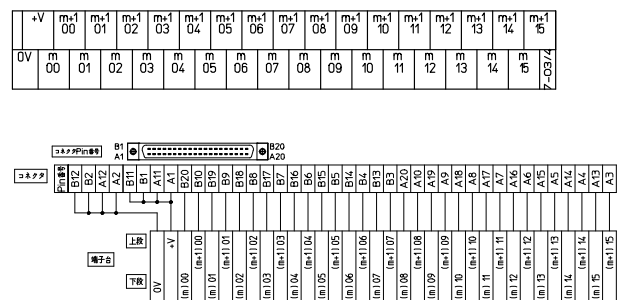 +V m+1 m+1 m+1 m+1 m+1 m+1 m+1 m+1 m+1 m+1 m+1 m+1 m+1 m+1 m+1 m+1
00 01 02 03 04 05 06 07 08 09 10 11 12 13 14 15
0V m m m m m m m m m m m m m m m m
00 01 02 03 04 05 06 07 08 09 10 11 12 13 14 15
7-03/4
コネクタPin番号
B1 B20
A1 A20
コネクタ
Pin番号 B12 B2 A12 A2 B11 B1 A11 A1 B20 B10 B19 B9 B18 B8 B17 B7 B16 B6 B15 B5 B14 B4 B13 B3 A20 A10 A19 A9 A18 A8 A17 A7 A16 A6 A15 A5 A14 A4 A13 A3
端子台
上段 +V (m+1) 00 (m+1) 01 (m+1) 02 (m+1) 03 (m+1) 04 (m+1) 05 (m+1) 06 (m+1) 07 (m+1) 08 (m+1) 09 (m+1) 10 (m+1) 11 (m+1) 12 (m+1) 13 (m+1) 14 (m+1) 15
下段 0V (m) 00 (m) 01 (m) 02 (m) 03 (m) 04 (m) 05 (m) 06 (m) 07 (m) 08 (m) 09 (m) 10 (m) 11 (m) 12 (m) 13 (m) 14 (m) 15